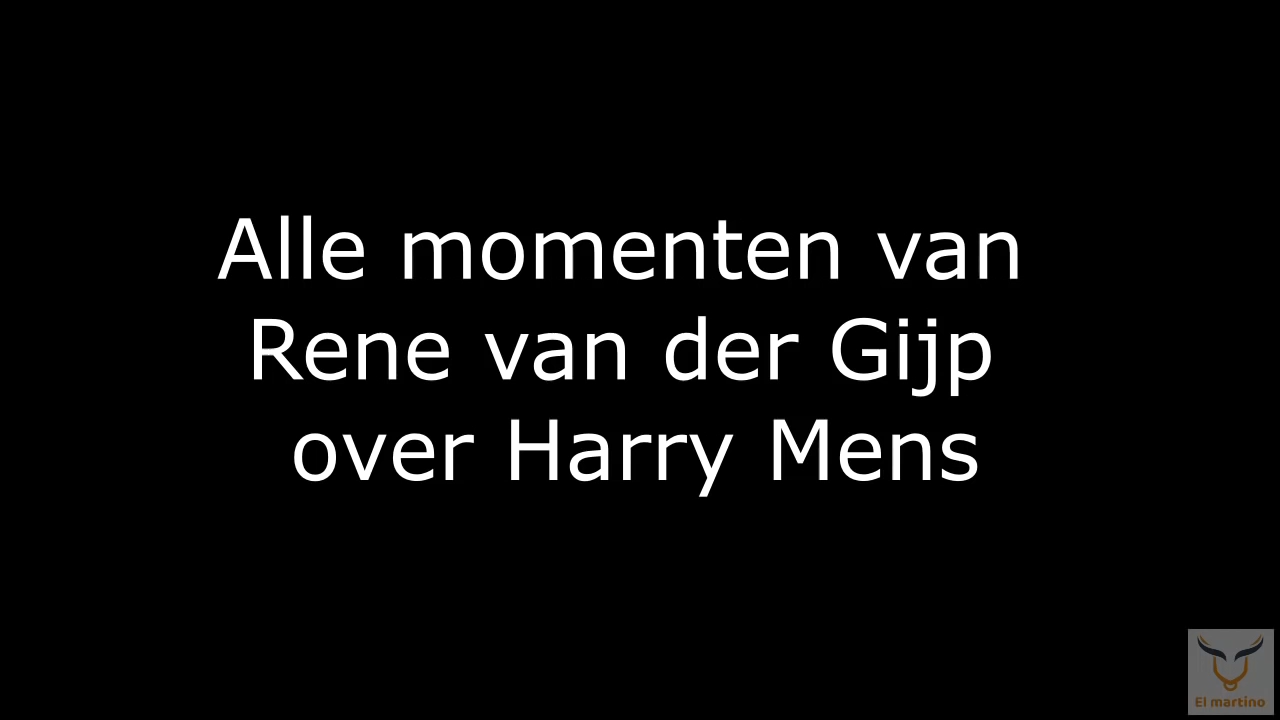 Alle momenten van
Rene van der Gijp
over Harry Mens
El martino